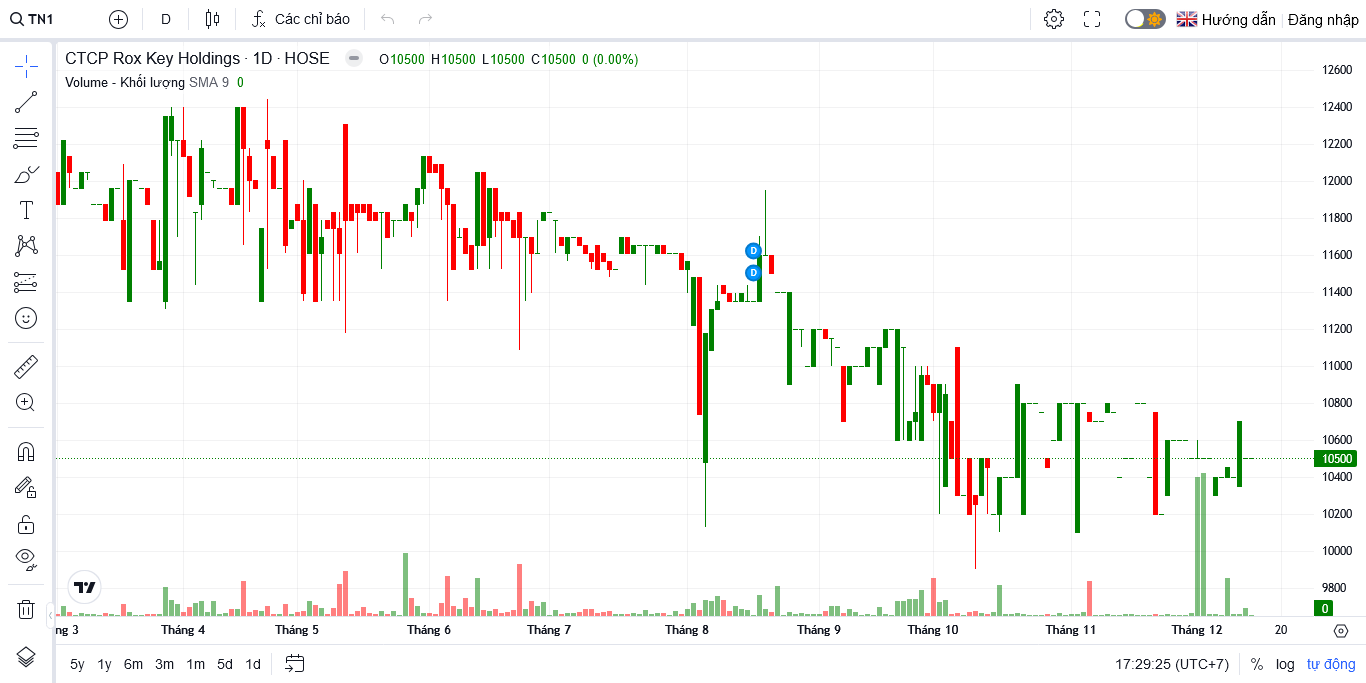 TN1 D Các chỉ báo Hướng dẫn Đăng nhập
CTCP Rox Key Holdings · 1D · HOSE O10500 H10500 L10500 C10500 0 (0.00%)
Volume - Khối lượng SMA 9 0
12600
12400
12200
12000
11800
11600
11400
11200
11000
10800
10600
10500
10400
10200
10000
9800
0
D
D
ng 3 Tháng 4 Tháng 5 Tháng 6 Tháng 7 Tháng 8 Tháng 9 Tháng 10 Tháng 11 Tháng 12 20
5y 1y 6m 3m 1m 5d 1d 17:29:25 (UTC+7) % log tự động